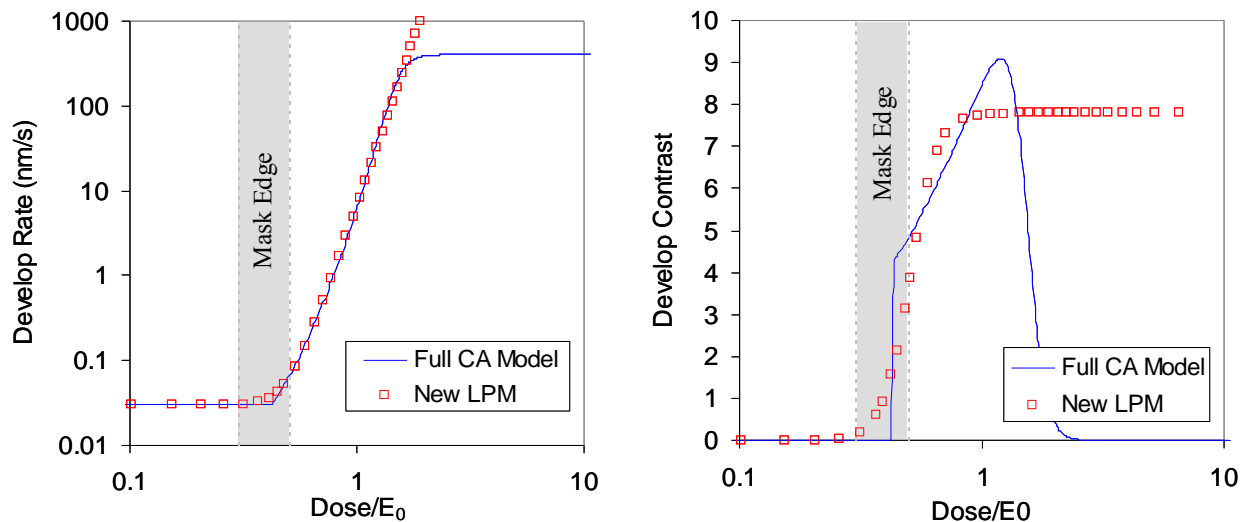 1000
100
10
1
0.1
0.01
Develop Rate (nm/s)
Mask Edge
Full CA Model
New LPM
0.1
1
10
Dose/E₀
10
9
8
7
6
5
4
3
2
1
0
Develop Contrast
Mask Edge
Full CA Model
New LPM
0.1
1
10
Dose/E0